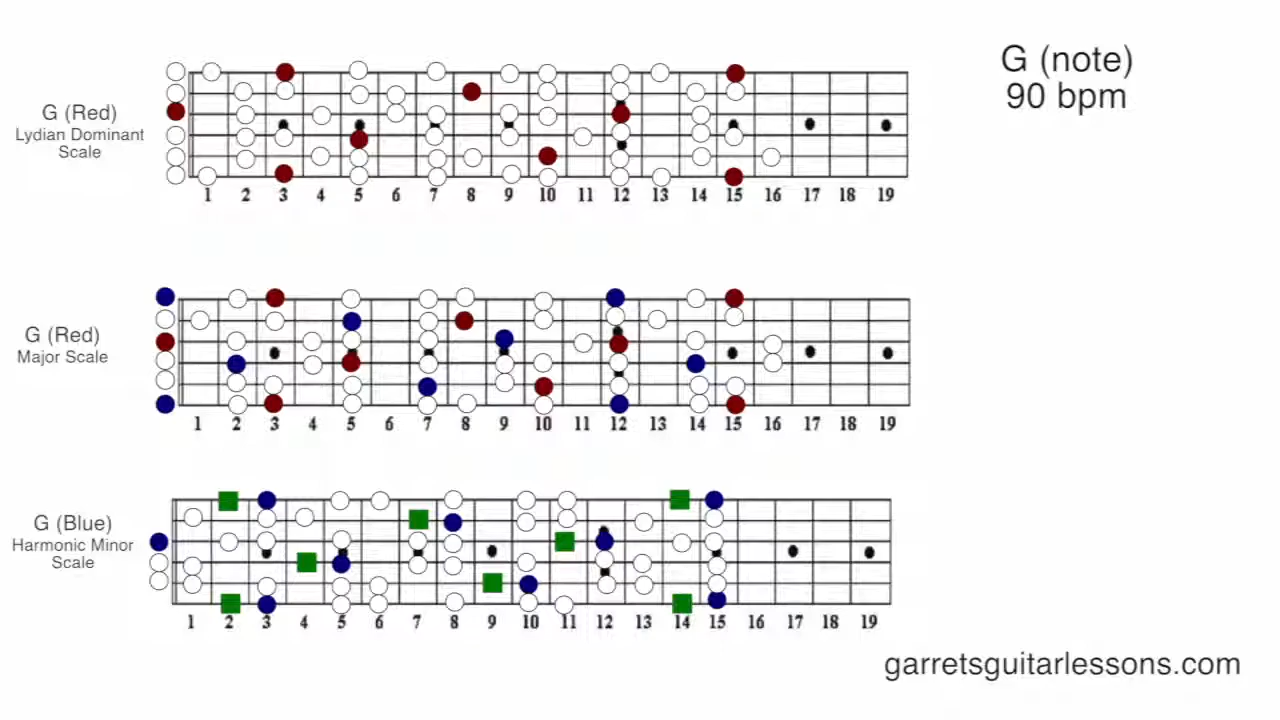 G (note)
90 bpm
G (Red)
Lydian Dominant
Scale
1 2 3 4 5 6 7 8 9 10 11 12 13 14 15 16 17 18 19
G (Red)
Major Scale
1 2 3 4 5 6 7 8 9 10 11 12 13 14 15 16 17 18 19
G (Blue)
Harmonic Minor
Scale
1 2 3 4 5 6 7 8 9 10 11 12 13 14 15 16 17 18 19
garretsguitarlessons.com